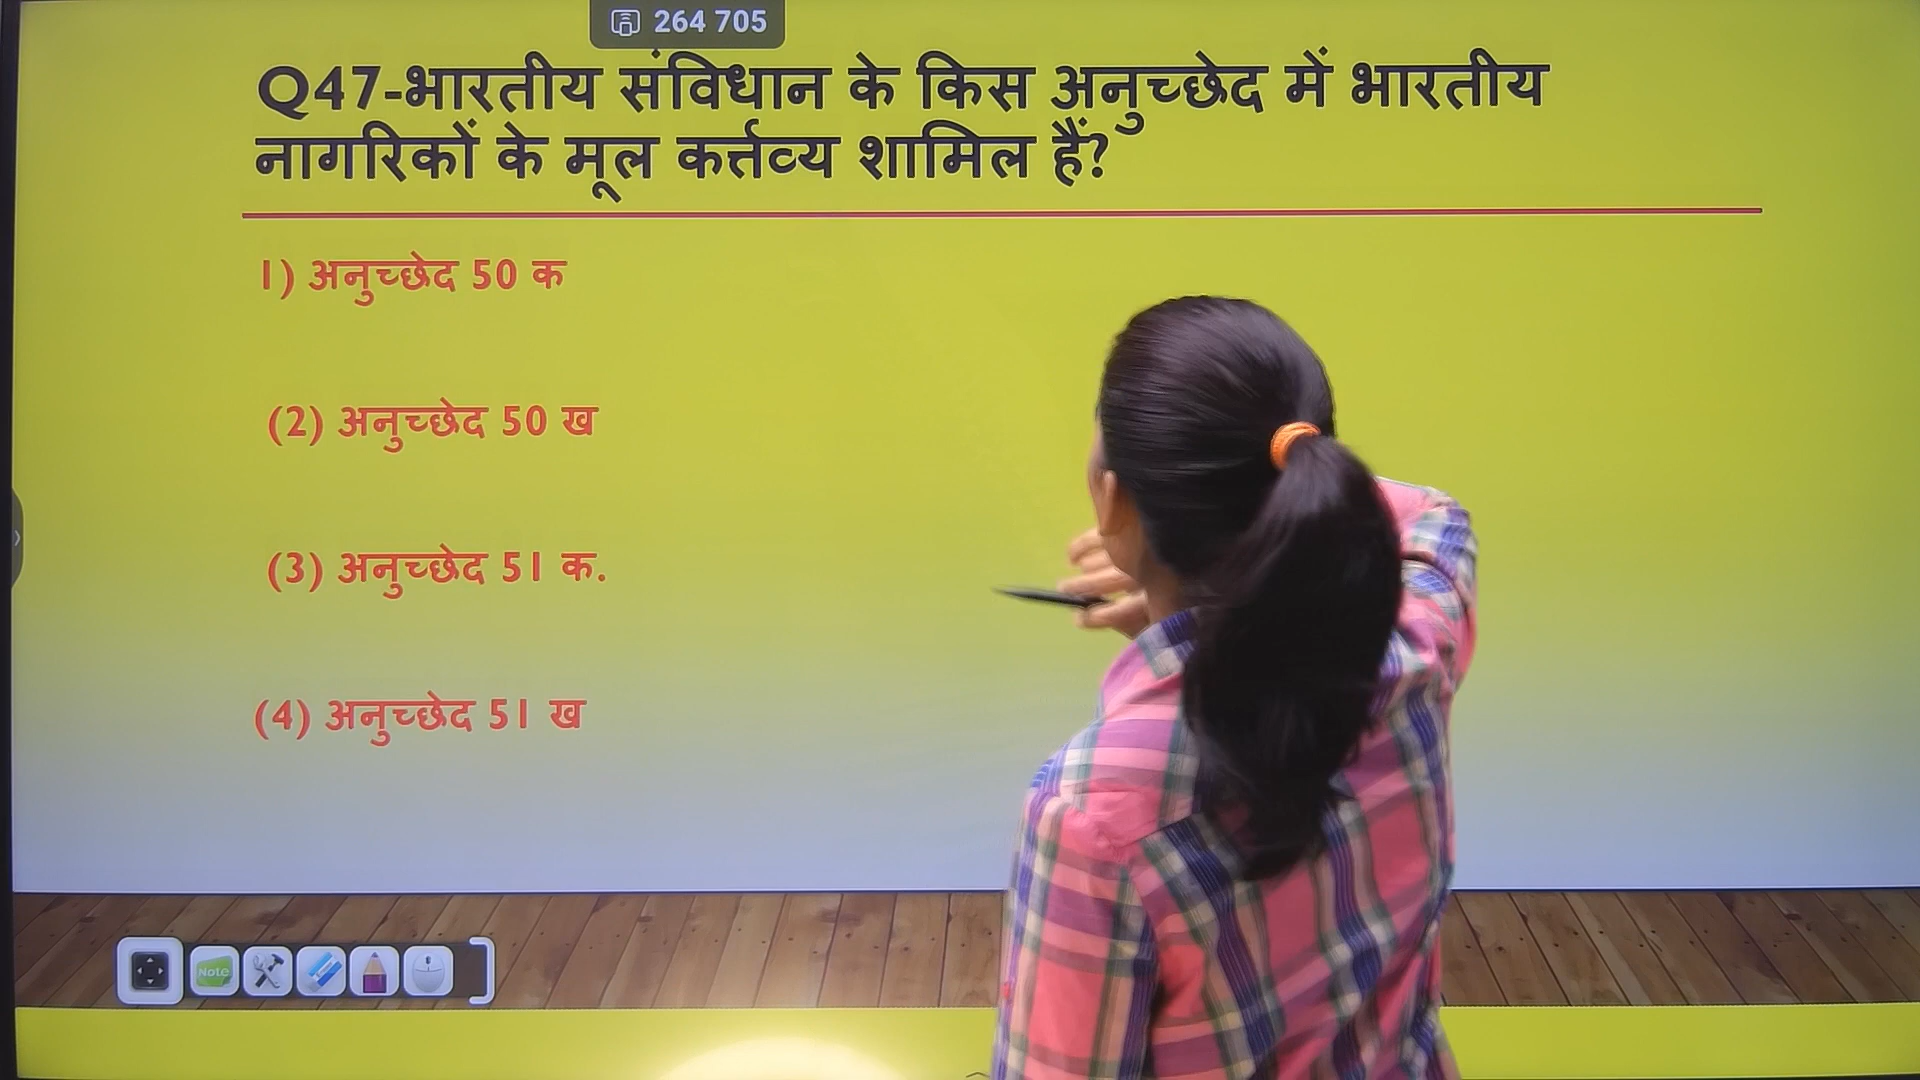 264 705
Q47-भारतीय संविधान के किस अनुच्छेद में भारतीय
नागरिकों के मूल कर्त्तव्य शामिल हैं?
1) अनुच्छेद 50 क
(2) अनुच्छेद 50 ख
(3) अनुच्छेद 51 क.
(4) अनुच्छेद 51 ख
Note